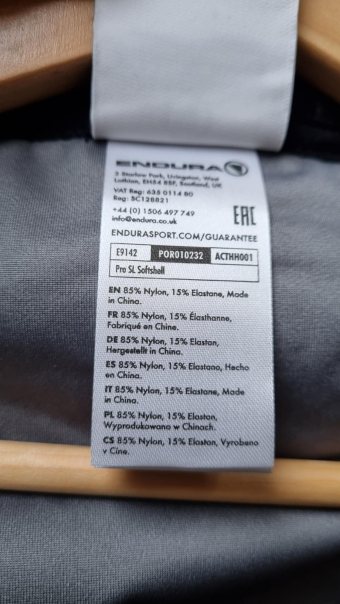 ENDURA
3 Starlaw Park, Livingston, West
Lothian, EH54 8SF, Scotland, UK
VAT Reg: 635 0114 80
Reg: SC128821
+44 (0) 1506 497 749
info@endura.co.uk
EAC
ENDURASPORT.COM/GUARANTEE
E9142 POR010232 ACTHH001
Pro SL Softshell
EN 85% Nylon, 15% Elastane, Made
in China.
FR 85% Nylon, 15% Élasthanne,
Fabriqué en Chine.
DE 85% Nylon, 15% Elastan,
Hergestellt in China.
ES 85% Nylon, 15% Elastano, Hecho
en China.
IT 85% Nylon, 15% Elastane, Made
in China.
PL 85% Nylon, 15% Elastan,
Wyprodukowano w Chinach.
CS 85% Nylon, 15% Elaston, Vyrobeno
v Číně.